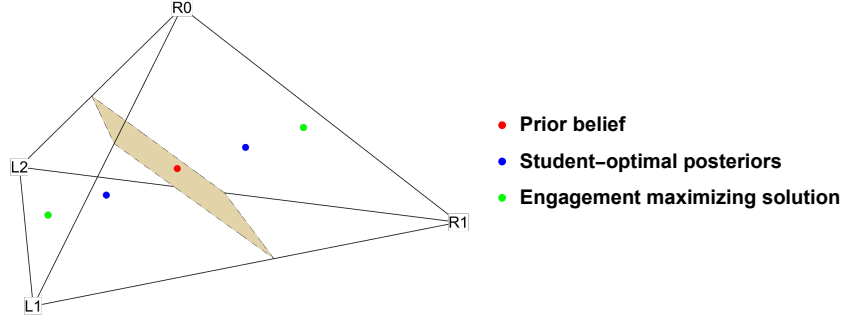 R0
Prior belief
L2
Student–optimal posteriors
Engagement maximizing solution
R1
L1